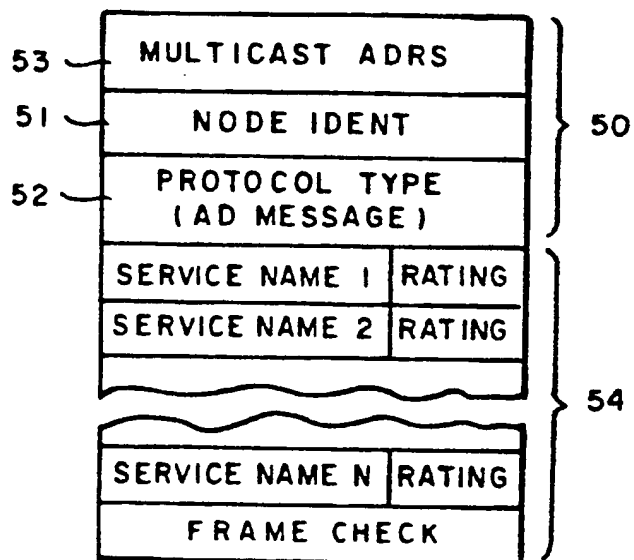 53 MULTICAST ADRS
51 NODE IDENT
50
52 PROTOCOL TYPE
(AD MESSAGE)
SERVICE NAME 1 RATING
SERVICE NAME 2 RATING
54
SERVICE NAME N RATING
FRAME CHECK